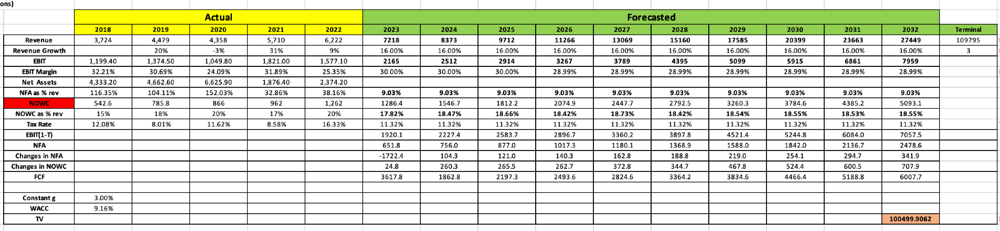 ons)
Actual Forecasted
2018 2019 2020 2021 2022 2023 2024 2025 2026 2027 2028 2029 2030 2031 2032 Terminal
Revenue 3,724 4,479 4,358 5,710 6,222 7218 8373 9712 11266 13069 15160 17585 20399 23663 27449 109795
Revenue Growth 20% -3% 31% 9% 16.00% 16.00% 16.00% 16.00% 16.00% 16.00% 16.00% 16.00% 16.00% 16.00% 3
EBIT 1,199.40 1,374.50 1,049.80 1,821.00 1,577.10 2165 2512 2914 3267 3789 4395 5099 5915 6861 7959
EBIT Margin 32.21% 30.69% 24.09% 31.89% 25.35% 30.00% 30.00% 30.00% 28.99% 28.99% 28.99% 28.99% 28.99% 28.99% 28.99%
Net Assets 4,333.20 4,662.60 6,625.90 1,876.40 2,374.20
NFA as % rev 116.35% 104.11% 152.03% 32.86% 38.16% 9.03% 9.03% 9.03% 9.03% 9.03% 9.03% 9.03% 9.03% 9.03% 9.03%
NOWC 542.6 785.8 866 962 1,262 1286.4 1546.7 1812.2 2074.9 2447.7 2792.5 3260.3 3784.6 4385.2 5093.1
NOWC as % rev 15% 18% 20% 17% 20% 17.82% 18.47% 18.66% 18.42% 18.73% 18.42% 18.54% 18.55% 18.53% 18.55%
Tax Rate 12.08% 8.01% 11.62% 8.58% 16.33% 11.32% 11.32% 11.32% 11.32% 11.32% 11.32% 11.32% 11.32% 11.32% 11.32%
EBIT(1-T) 1920.1 2227.4 2583.7 2896.7 3360.2 3897.8 4521.4 5244.8 6084.0 7057.5
NFA 651.8 756.0 877.0 1017.3 1180.1 1368.9 1588.0 1842.0 2136.7 2478.6
Changes in NFA -1722.4 104.3 121.0 140.3 162.8 188.8 219.0 254.1 294.7 341.9
Changes in NOWC 24.8 260.3 265.5 262.7 372.8 344.7 467.8 524.4 600.5 707.9
FCF 3617.8 1862.8 2197.3 2493.6 2824.6 3364.2 3834.6 4466.4 5188.8 6007.7
Constant g 3.00%
WACC 9.16%
TV 100499.9062